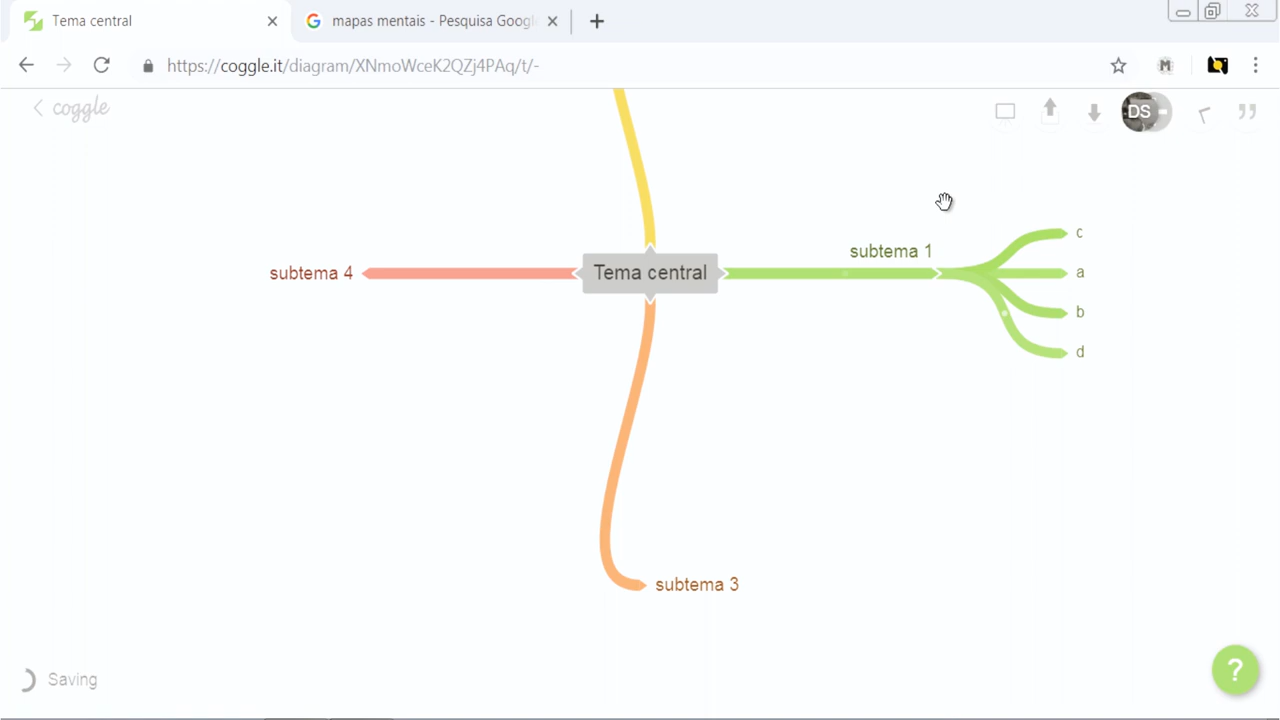 Tema central
mapas mentais - Pesquisa Googl
https://coggle.it/diagram/XNmoWceK2QZj4PAq/t/-
M
coggle
DS
subtema 1
c
subtema 4
Tema central
a
b
d
subtema 3
Saving
?